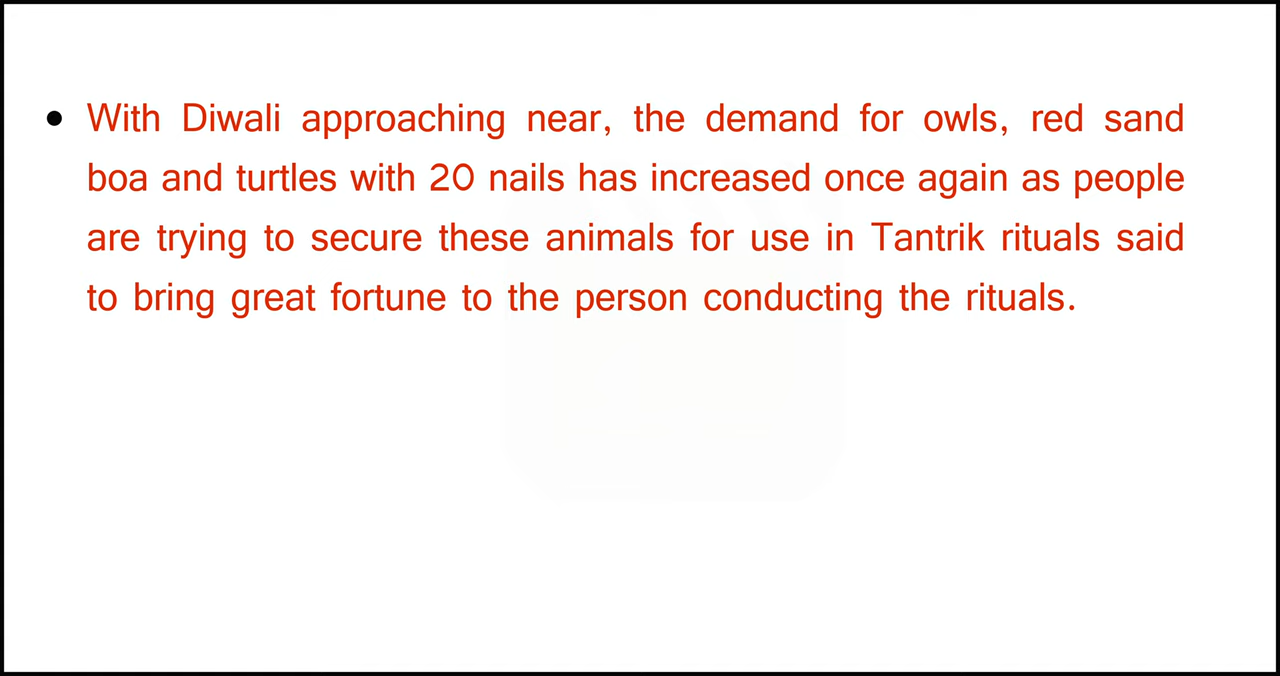 • With Diwali approaching near, the demand for owls, red sand
boa and turtles with 20 nails has increased once again as people
are trying to secure these animals for use in Tantrik rituals said
to bring great fortune to the person conducting the rituals.